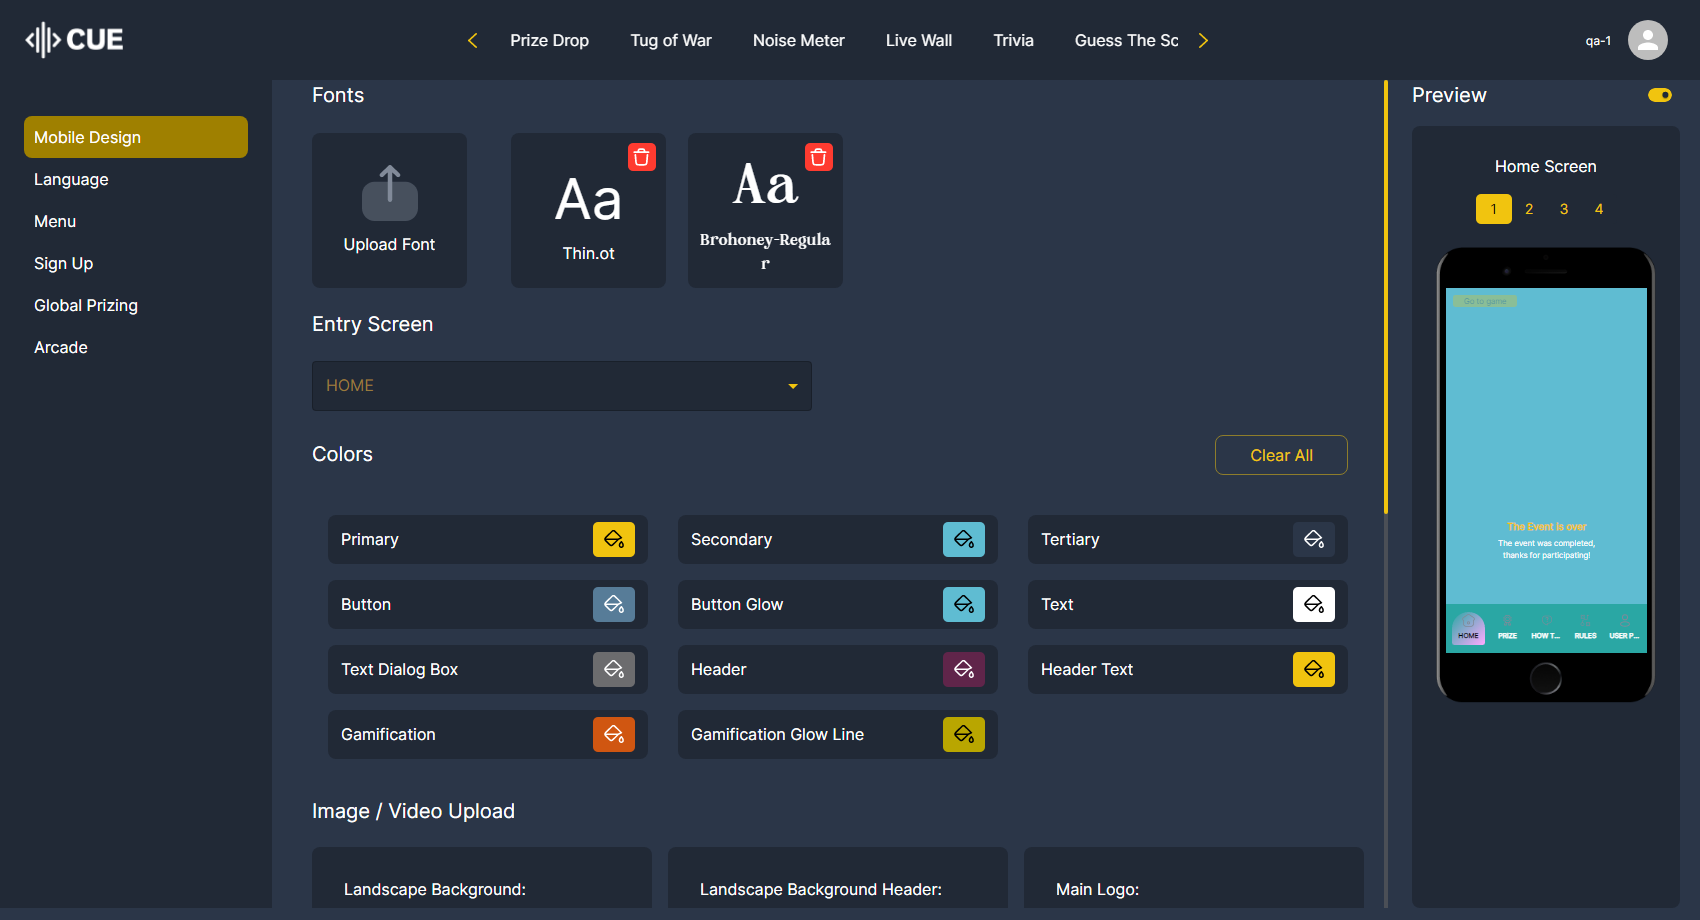 CUE
Prize Drop
Tug of War
Noise Meter
Live Wall
Trivia
Guess The Sc
qa-1
Mobile Design
Language
Menu
Sign Up
Global Prizing
Arcade
Fonts
Upload Font
Aa
Thin.ot
Aa
Brohoney-Regula
r
Entry Screen
HOME
Colors
Clear All
Primary
Secondary
Tertiary
Button
Button Glow
Text
Text Dialog Box
Header
Header Text
Gamification
Gamification Glow Line
Image / Video Upload
Landscape Background:
Landscape Background Header:
Main Logo:
Preview
Home Screen
1
2
3
4
Go to game
The Event is over
The event was completed,
thanks for participating!
HOME
PRIZE
HOW T...
RULES
USER P...